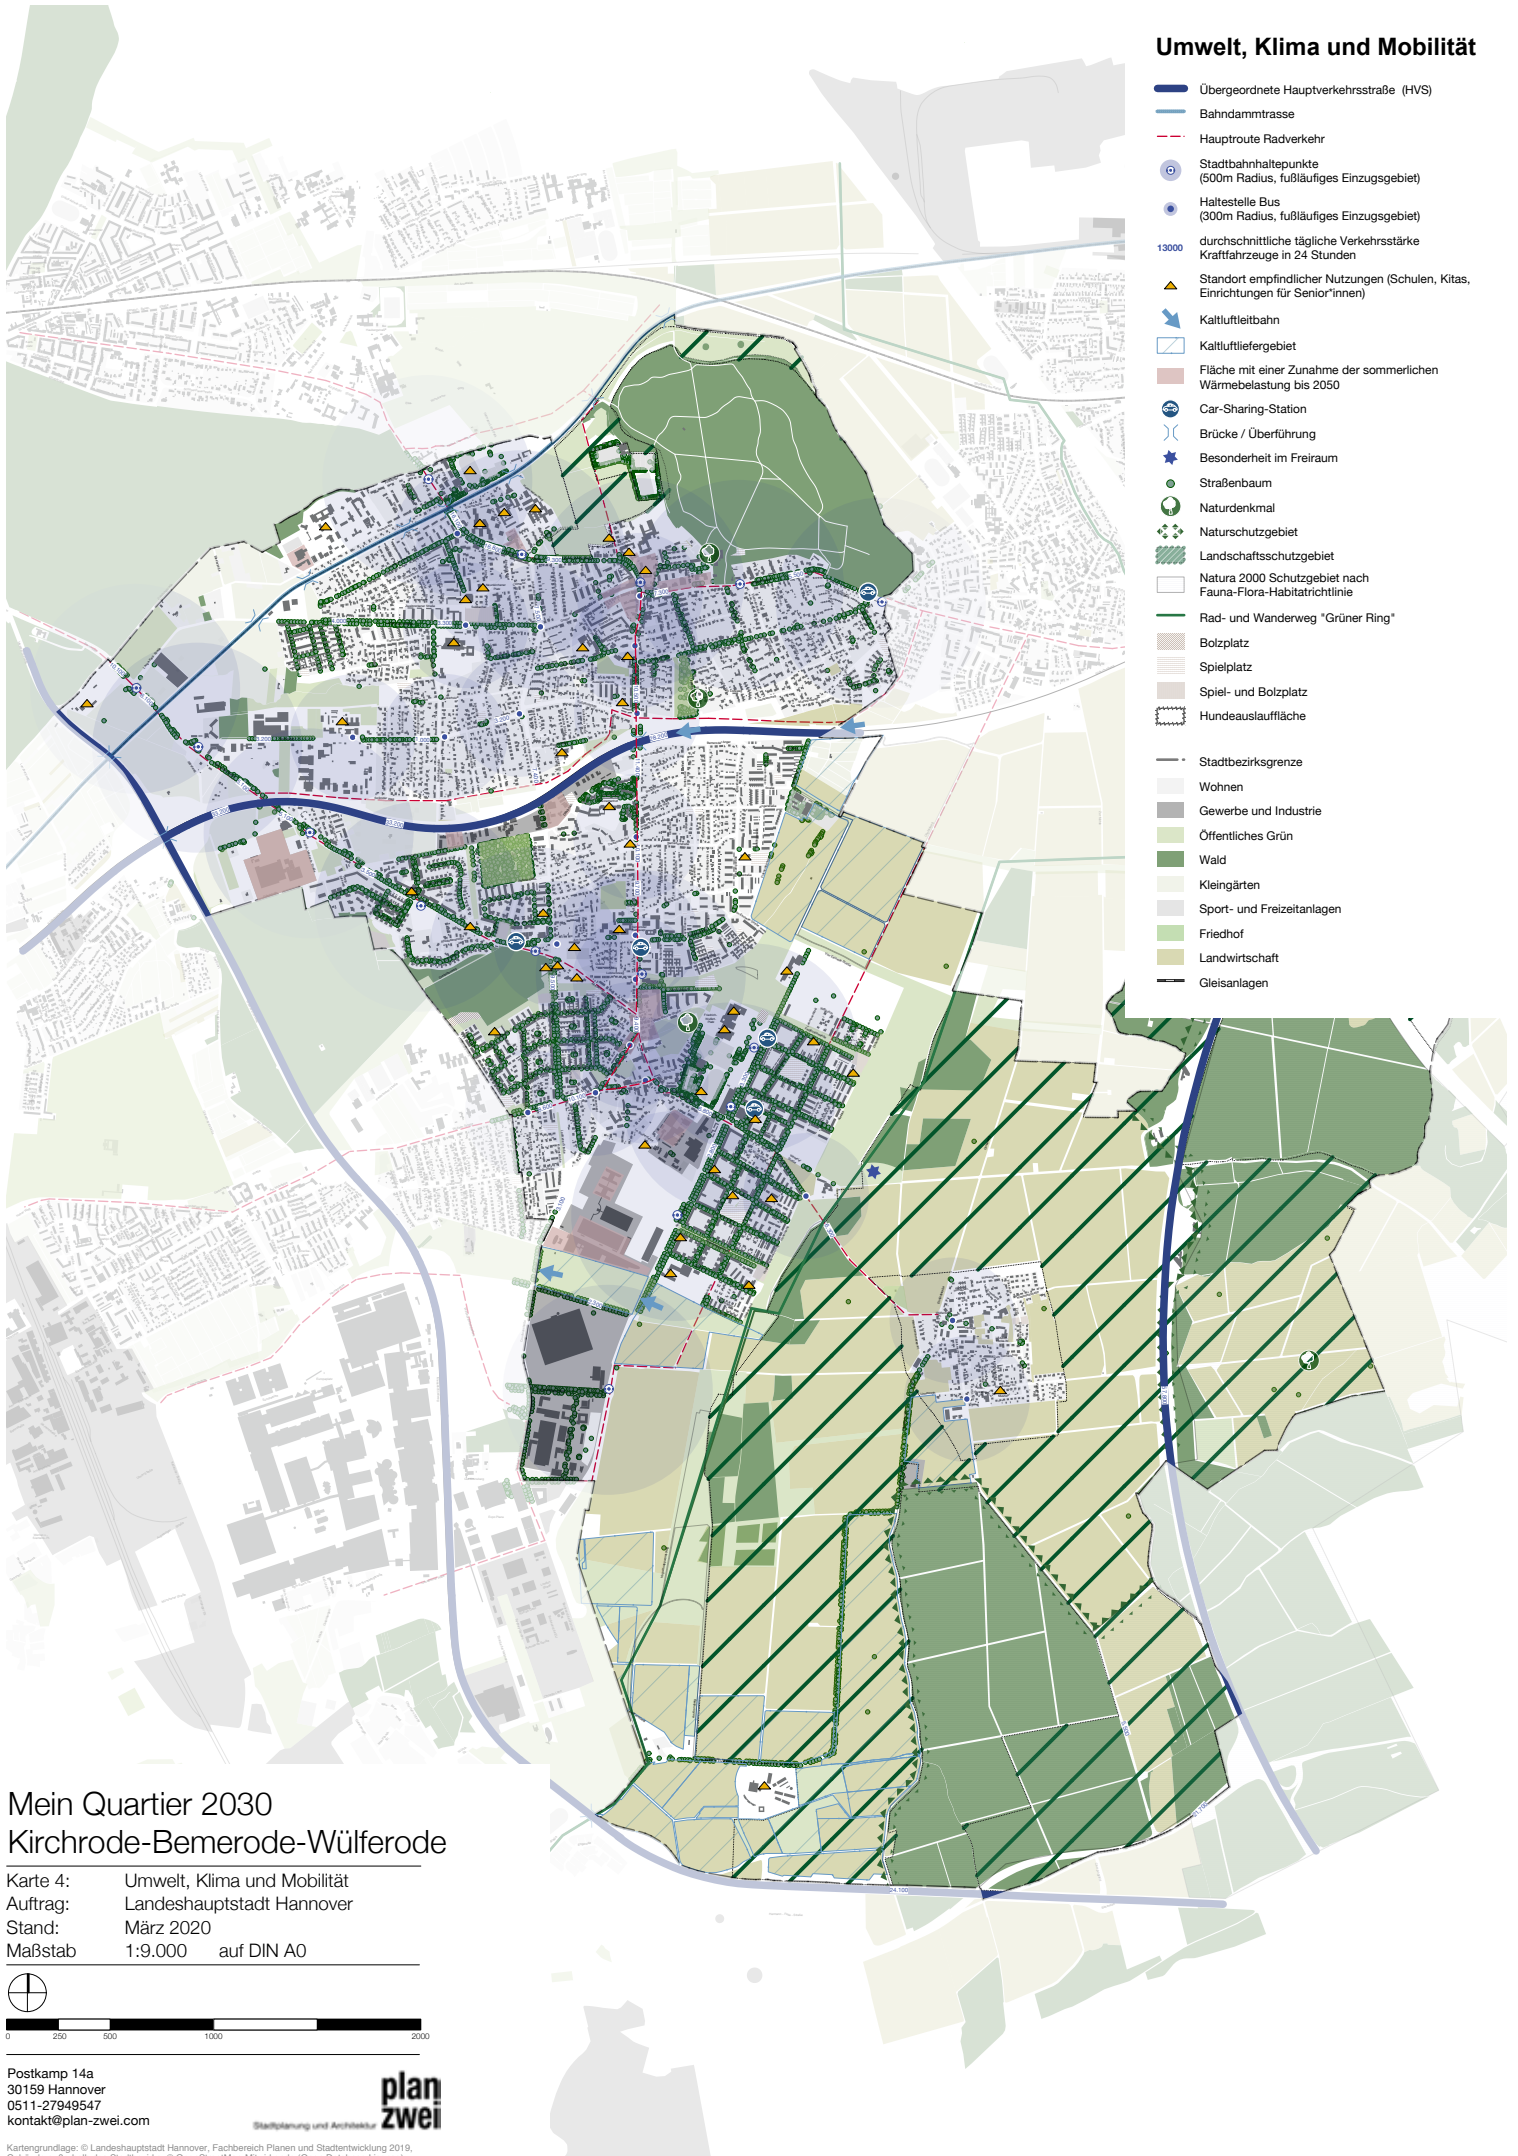 Umwelt, Klima und Mobilität
Übergeordnete Hauptverkehrsstraße (HVS)
Bahndammtrasse
Hauptroute Radverkehr
Stadtbahnhaltepunkte
(500m Radius, fußläufiges Einzugsgebiet)
Haltestelle Bus
(300m Radius, fußläufiges Einzugsgebiet)
13000
durchschnittliche tägliche Verkehrsstärke
Kraftfahrzeuge in 24 Stunden
Standort empfindlicher Nutzungen (Schulen, Kitas,
Einrichtungen für Senior*innen)
Kaltluftleitbahn
Kaltluftliefergebiet
Fläche mit einer Zunahme der sommerlichen
Wärmebelastung bis 2050
Car-Sharing-Station
Brücke / Überführung
Besonderheit im Freiraum
Straßenbaum
Naturdenkmal
Naturschutzgebiet
Landschaftsschutzgebiet
Natura 2000 Schutzgebiet nach
Fauna-Flora-Habitatrichtlinie
Rad- und Wanderweg "Grüner Ring"
Bolzplatz
Spielplatz
Spiel- und Bolzplatz
Hundeauslauffläche
Stadtbezirksgrenze
Wohnen
Gewerbe und Industrie
Öffentliches Grün
Wald
Kleingärten
Sport- und Freizeitanlagen
Friedhof
Landwirtschaft
Gleisanlagen
24.100
Mein Quartier 2030
Kirchrode-Bemerode-Wülferode
Karte 4: Umwelt, Klima und Mobilität
Auftrag: Landeshauptstadt Hannover
Stand: März 2020
Maßstab 1:9.000 auf DIN A0
0 250 500 1000 2000
Postkamp 14a
30159 Hannover
0511-27949547
kontakt@plan-zwei.com
Stadtplanung und Architektur
plan
zwei
Kartengrundlage: © Landeshauptstadt Hannover, Fachbereich Planen und Stadtentwicklung 2019,